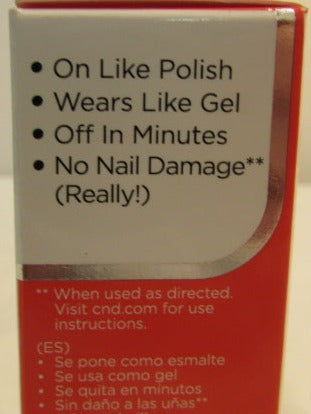 • On Like Polish
• Wears Like Gel
• Off In Minutes
• No Nail Damage**
(Really!)
** When used as directed.
Visit cnd.com for use
instructions.
(ES)
• Se pone como esmalte
• Se usa como gel
• Se quita en minutos
• Sin daño a las uñas**